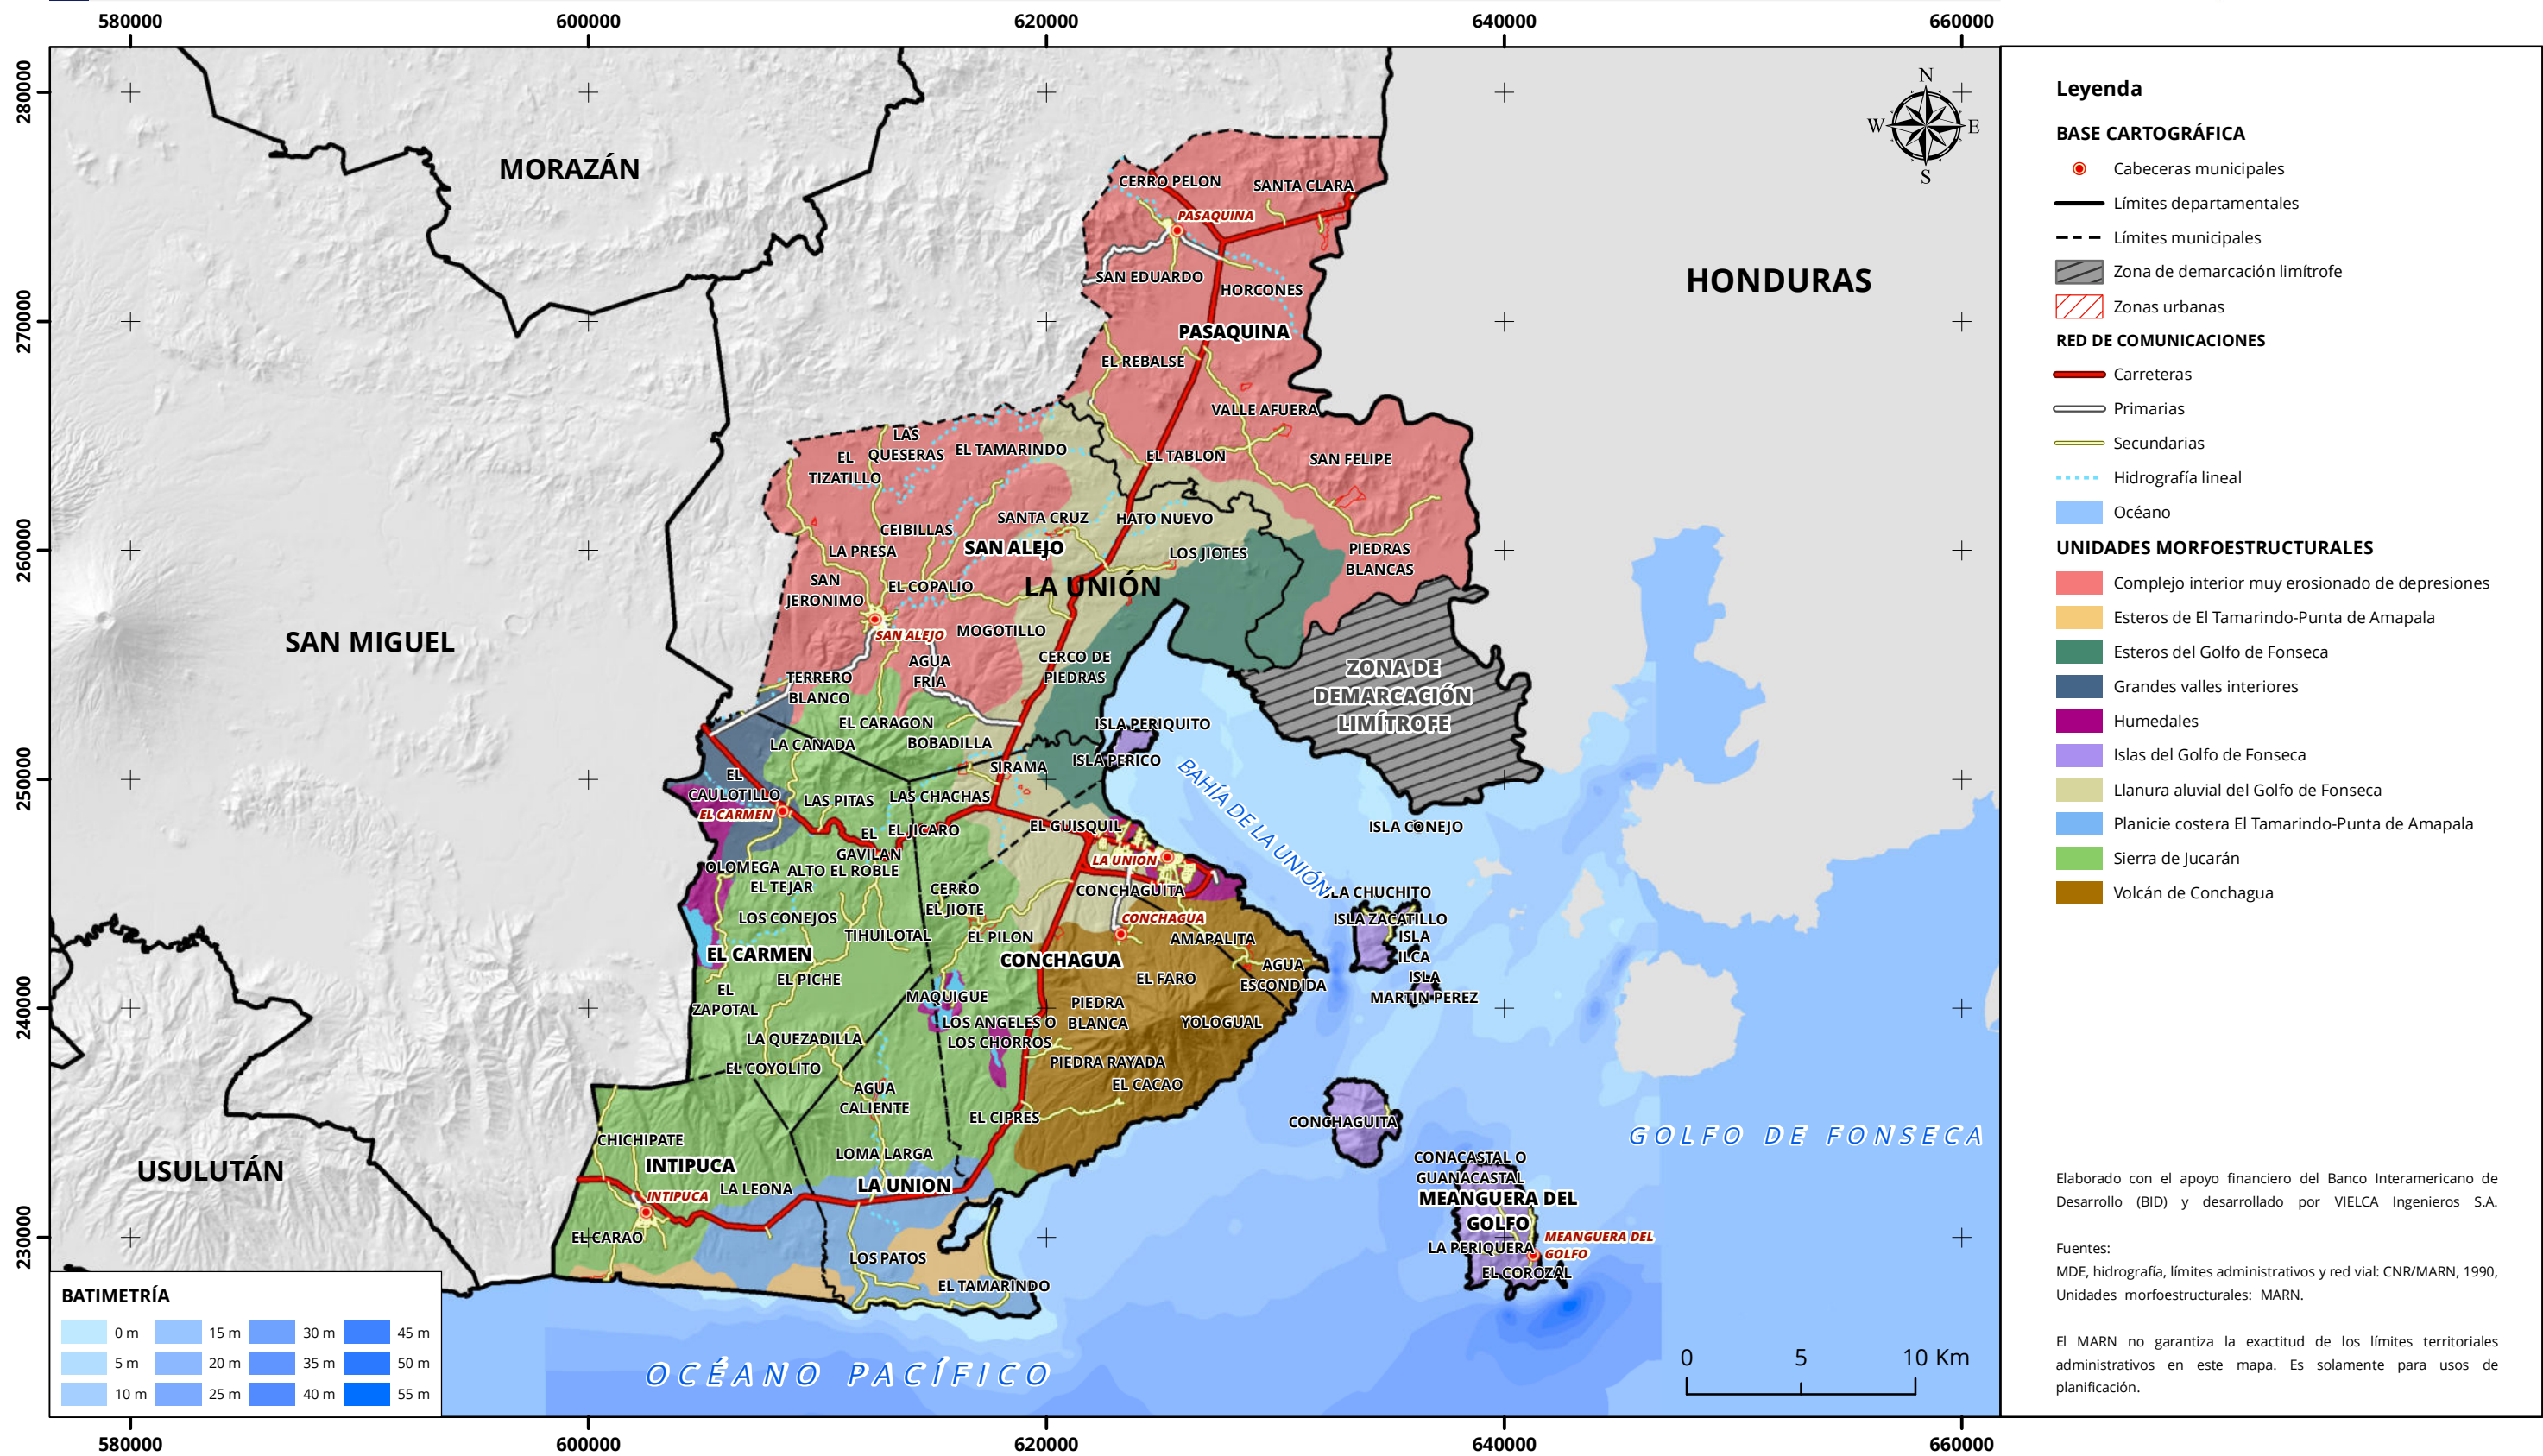 580000
600000
620000
640000
660000
280000
270000
260000
250000
240000
230000
MORAZÁN
HONDURAS
SAN MIGUEL
USULUTÁN
LA UNIÓN
N
W
E
S
CERRO PELON
SANTA CLARA
PASAQUINA
SAN EDUARDO
HORCONES
PASAQUINA
EL REBALSE
VALLE AFUERA
EL TABLON
SAN FELIPE
LAS
QUESERAS
EL TAMARINDO
EL
TIZATILLO
SANTA CRUZ
HATO NUEVO
CEIBILLAS
SAN ALEJO
LA PRESA
LOS JIOTES
PIEDRAS
BLANCAS
SAN
JERONIMO
EL COPALIO
SAN ALEJO
MOGOTILLO
CERCO DE
PIEDRAS
AGUA
FRIA
TERRERO
BLANCO
ZONA DE
DEMARCACIÓN
LIMÍTROFE
EL CARAGON
ISLA PERIQUITO
LA CAÑADA
BOBADILLA
ISLA PERICO
SIRAMA
BAHÍA DE LA UNIÓN
EL
CAULOTILLO
LAS PITAS
LAS CHACHAS
EL CARMEN
EL GUISQUIL
ISLA CONEJO
EL
GAVILAN
EL JICARO
LA UNION
OLOMEGA
ALTO EL ROBLE
EL TEJAR
CERRO
EL JIOTE
CONCHAGUITA
ISLA CHUCHITO
LOS CONEJOS
CONCHAGUA
ISLA ZACATILLO
TIHUILOTAL
EL PILON
AMAPALITA
ISLA
ILCA
EL CARMEN
CONCHAGUA
AGUA
ESCONDIDA
EL PICHE
EL FARO
ISLA
MARTIN PEREZ
EL
ZAPOTAL
MAQUIGUE
PIEDRA
BLANCA
LOS ANGELES O
LOS CHORROS
YOLOGUAL
LA QUEZADILLA
PIEDRA RAYADA
EL COYOLITO
EL CACAO
AGUA
CALIENTE
EL CIPRES
CONCHAGUITA
GOLFO DE FONSECA
CHICHIPATE
LOMA LARGA
CONACASTAL O
GUANACASTAL
INTIPUCA
LA LEONA
LA UNION
MEANGUERA DEL
GOLFO
INTIPUCA
EL CARAO
MEANGUERA DEL
GOLFO
LA PERIQUERA
LOS PATOS
EL COROZAL
EL TAMARINDO
OCÉANO PACÍFICO
BATIMETRÍA
0 m
15 m
30 m
45 m
5 m
20 m
35 m
50 m
10 m
25 m
40 m
55 m
0
5
10 Km
580000
600000
620000
640000
660000
Leyenda
BASE CARTOGRÁFICA
Cabeceras municipales
Límites departamentales
Límites municipales
Zona de demarcación limítrofe
Zonas urbanas
RED DE COMUNICACIONES
Carreteras
Primarias
Secundarias
Hidrografía lineal
Océano
UNIDADES MORFOESTRUCTURALES
Complejo interior muy erosionado de depresiones
Esteros de El Tamarindo-Punta de Amapala
Esteros del Golfo de Fonseca
Grandes valles interiores
Humedales
Islas del Golfo de Fonseca
Llanura aluvial del Golfo de Fonseca
Planicie costera El Tamarindo-Punta de Amapala
Sierra de Jucarán
Volcán de Conchagua
Elaborado con el apoyo financiero del Banco Interamericano de
Desarrollo (BID) y desarrollado por VIELCA Ingenieros S.A.
Fuentes:
MDE, hidrografía, límites administrativos y red vial: CNR/MARN, 1990,
Unidades morfoestructurales: MARN.
El MARN no garantiza la exactitud de los límites territoriales
administrativos en este mapa. Es solamente para usos de
planificación.